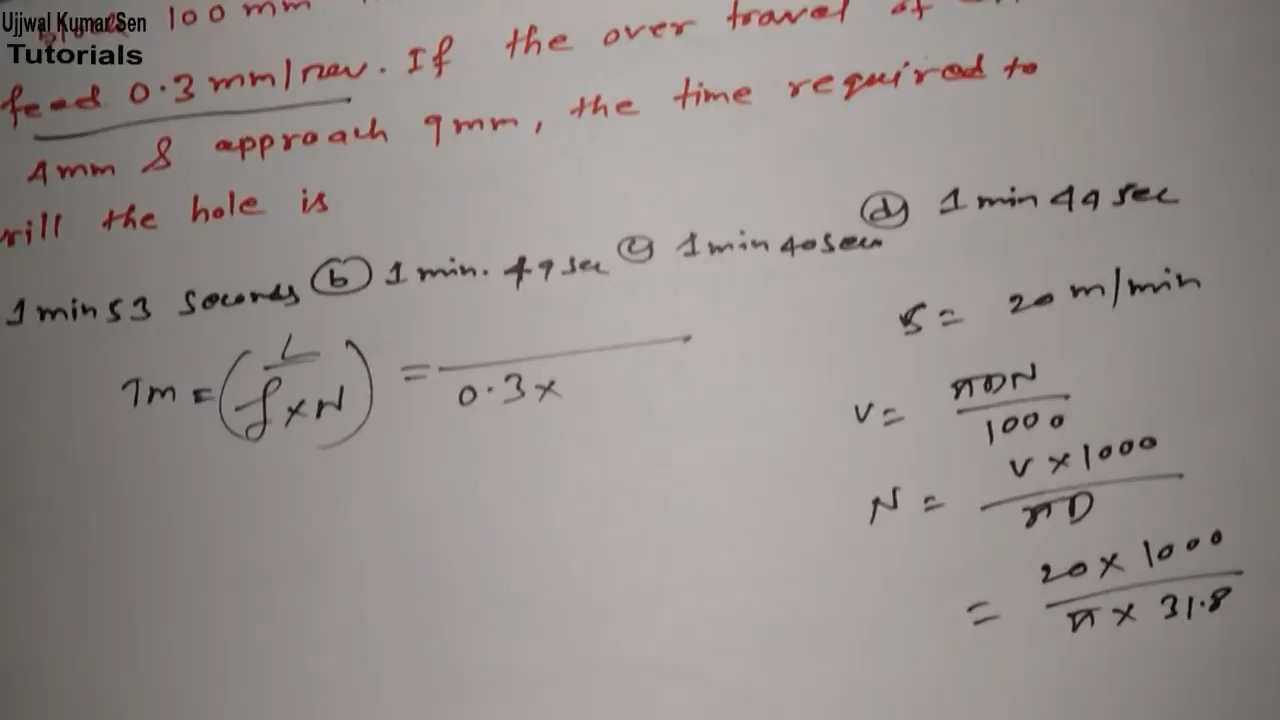 Ujjwal Kumar Sen
Tutorials
100 mm
feed 0.3 mm/rev. If the over travel of
4mm & approach 9mm, the time required to
rill the hole is
1 min 53 seconds (b) 1 min. 49 sec (c) 1 min 40 sec (d) 1 min 44 sec
S = 20 m/min
Tm = (L / f × N) = / 0.3 ×
V = πDN / 1000
N = V × 1000 / πD
= 20 × 1000 / π × 31.8